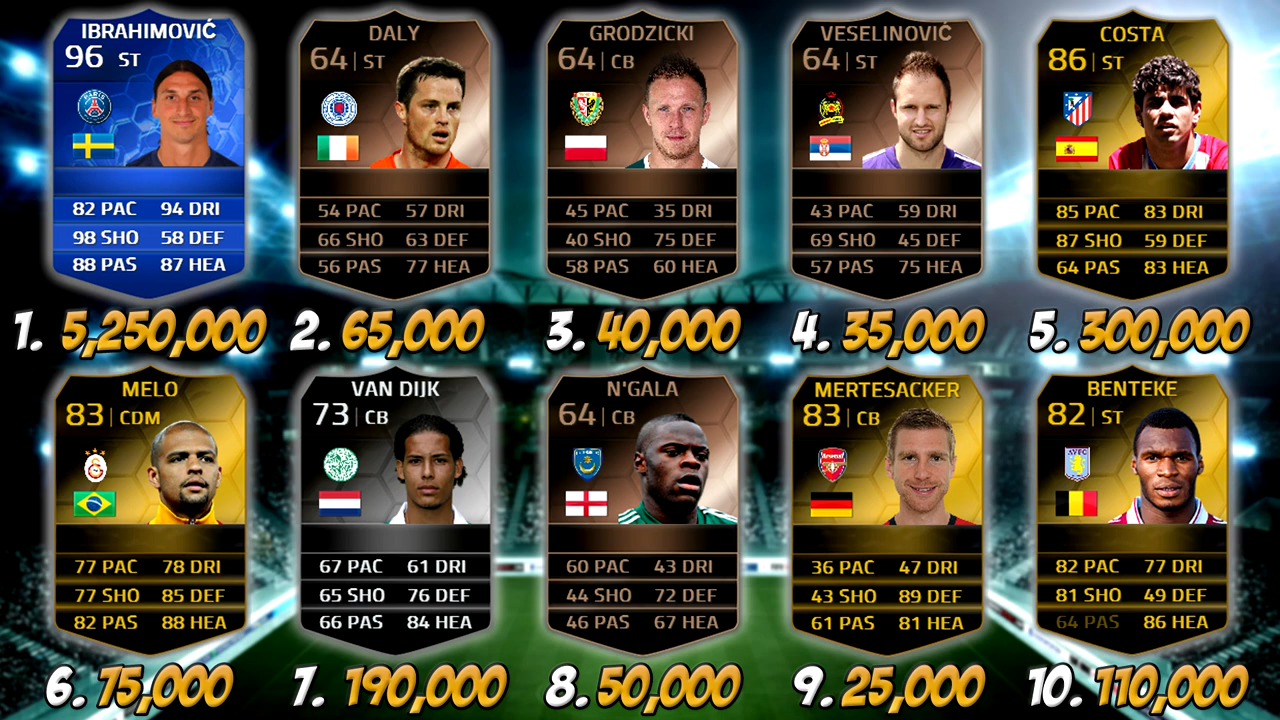 IBRAHIMOVIĆ
96 ST
82 PAC 94 DRI
98 SHO 58 DEF
88 PAS 87 HEA
1. 5,250,000
DALY
64 | ST
54 PAC 57 DRI
66 SHO 63 DEF
56 PAS 77 HEA
2. 65,000
GRODZICKI
64 | CB
45 PAC 35 DRI
40 SHO 75 DEF
58 PAS 60 HEA
3. 40,000
VESELINOVIĆ
64 | ST
43 PAC 59 DRI
69 SHO 45 DEF
57 PAS 75 HEA
4. 35,000
COSTA
86 | ST
85 PAC 83 DRI
87 SHO 59 DEF
64 PAS 83 HEA
5. 300,000
MELO
83 | CDM
77 PAC 78 DRI
77 SHO 85 DEF
82 PAS 88 HEA
6. 75,000
VAN DIJK
73 | CB
67 PAC 61 DRI
65 SHO 76 DEF
66 PAS 84 HEA
7. 190,000
N'GALA
64 | CB
60 PAC 43 DRI
44 SHO 72 DEF
46 PAS 67 HEA
8. 50,000
MERTESACKER
83 | CB
36 PAC 47 DRI
43 SHO 89 DEF
61 PAS 81 HEA
9. 25,000
BENTEKE
82 | ST
AVFC
82 PAC 77 DRI
81 SHO 49 DEF
64 PAS 86 HEA
10. 110,000